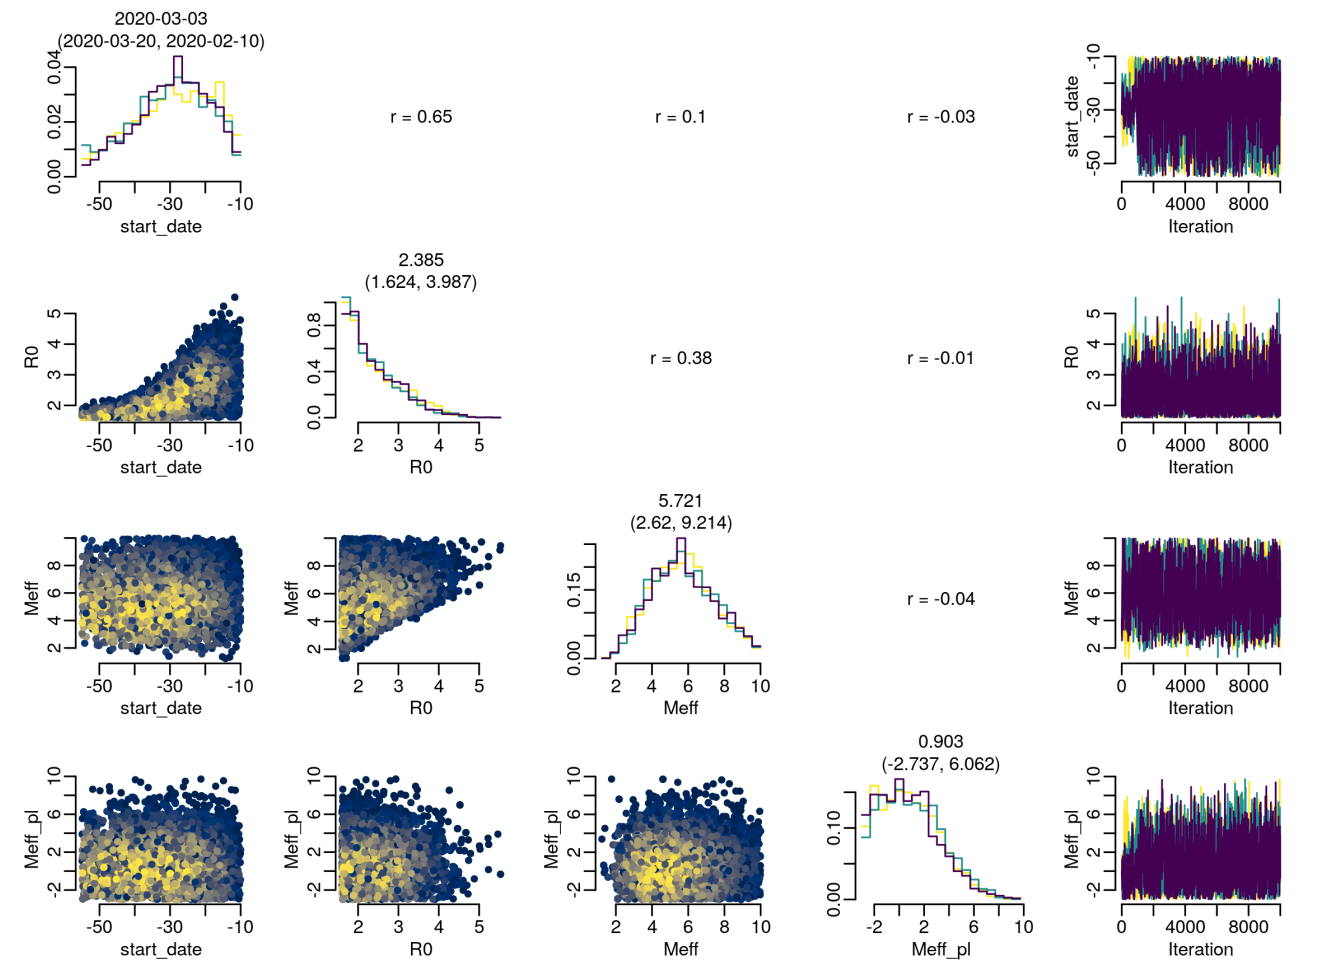 2020-03-03
(2020-03-20, 2020-02-10)
0.00 0.02 0.04
-50 -30 -10
start_date
r = 0.65
r = 0.1
r = -0.03
start_date
-50 -30 -10
0 4000 8000
Iteration
R0
2 3 4 5
-50 -30 -10
start_date
2.385
(1.624, 3.987)
0.0 0.4 0.8
2 3 4 5
R0
r = 0.38
r = -0.01
R0
2 3 4 5
0 4000 8000
Iteration
Meff
2 4 6 8
-50 -30 -10
start_date
Meff
2 4 6 8
2 3 4 5
R0
5.721
(2.62, 9.214)
0.00 0.15
2 4 6 8 10
Meff
r = -0.04
Meff
2 4 6 8
0 4000 8000
Iteration
Meff_pl
-2 2 6 10
-50 -30 -10
start_date
Meff_pl
-2 2 6 10
2 3 4 5
R0
Meff_pl
-2 2 6 10
2 4 6 8 10
Meff
0.903
(-2.737, 6.062)
0.00 0.10
-2 2 6 10
Meff_pl
Meff_pl
-2 2 6 10
0 4000 8000
Iteration